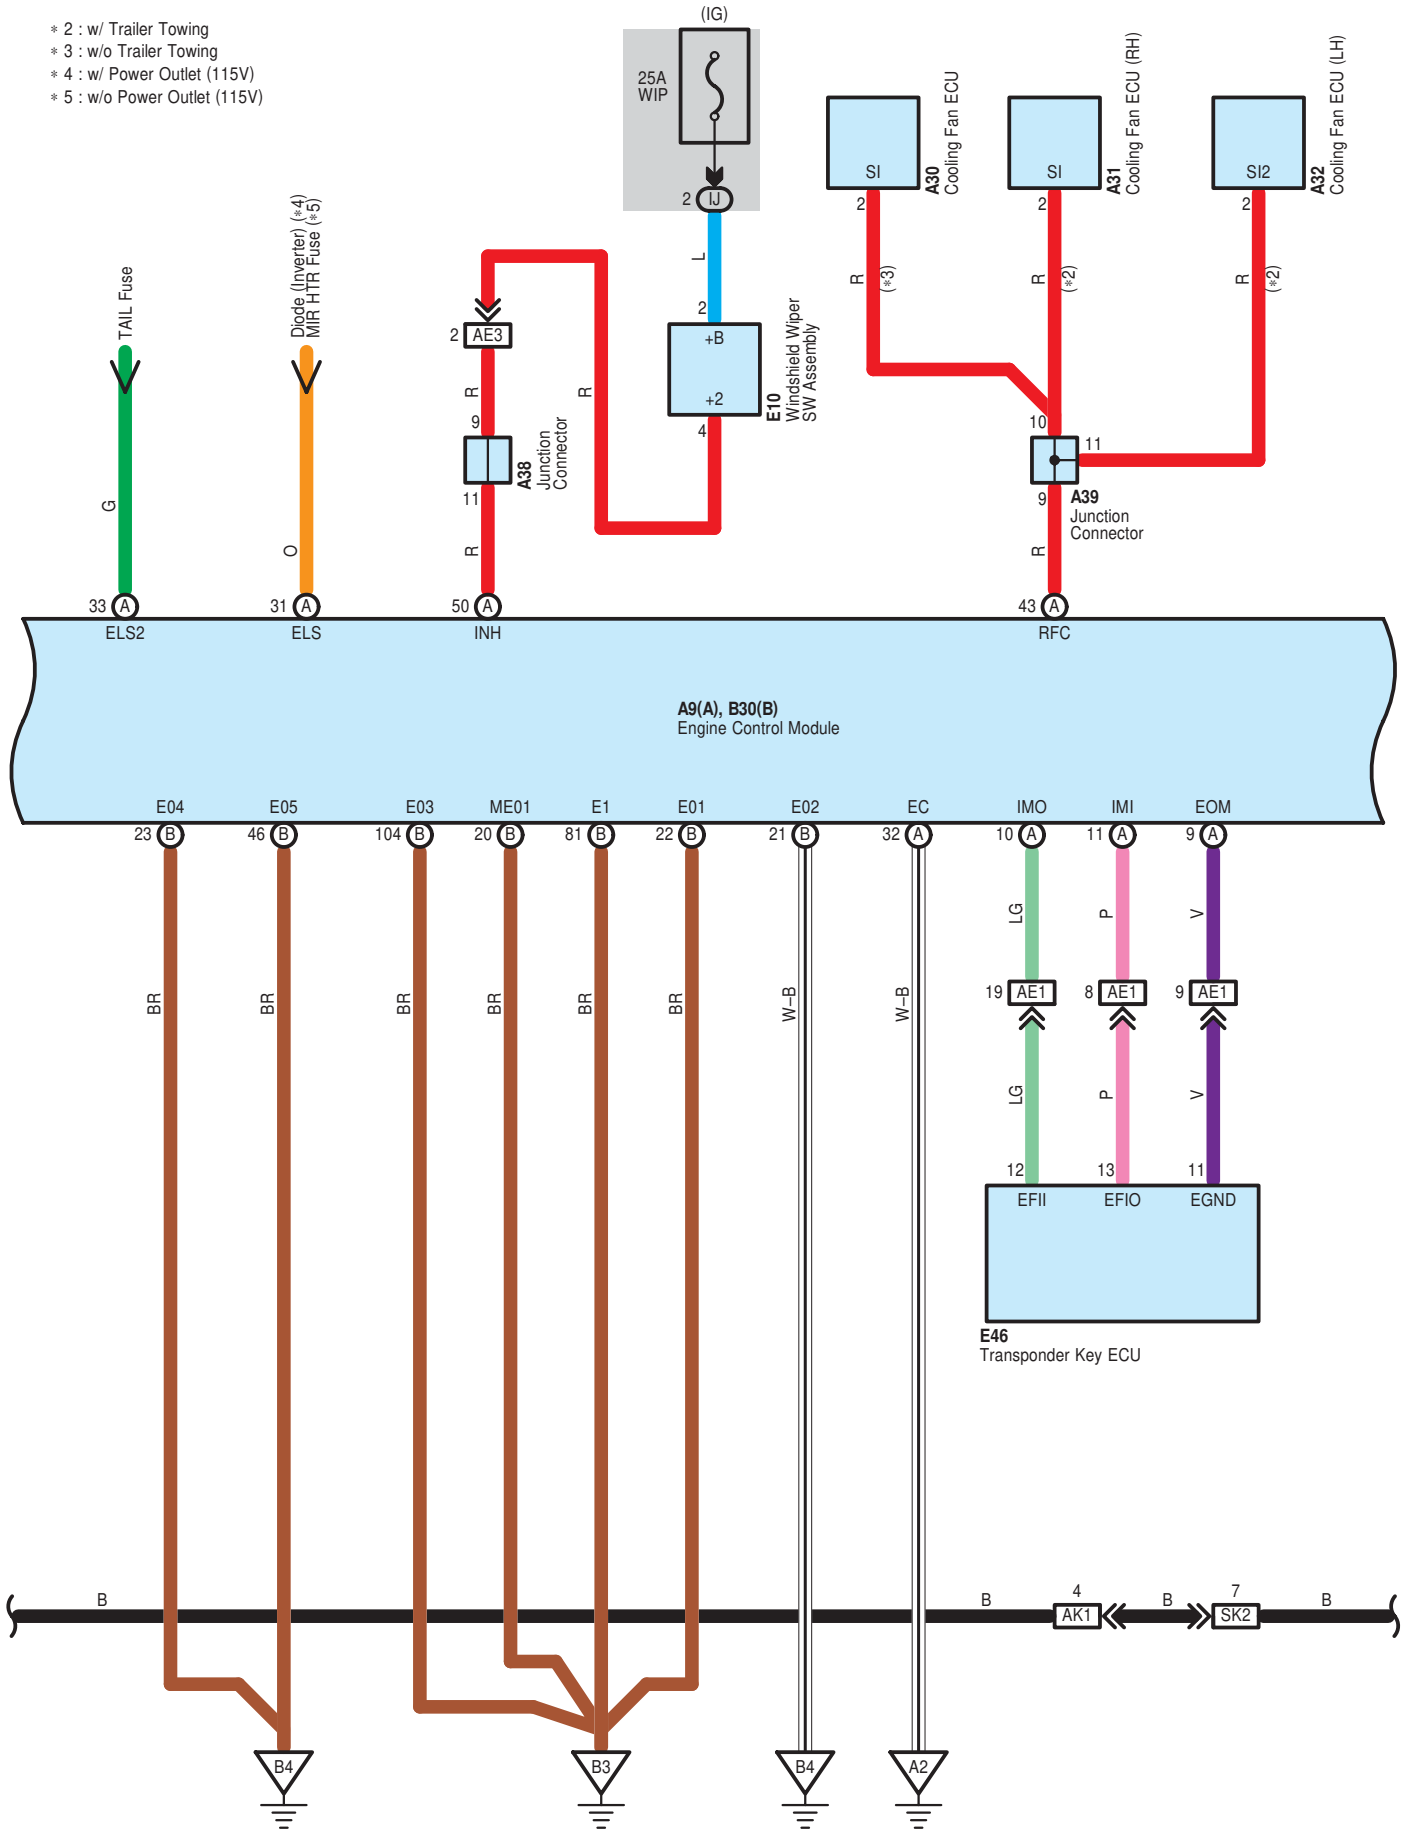 * 2 : w/ Trailer Towing
* 3 : w/o Trailer Towing
* 4 : w/ Power Outlet (115V)
* 5 : w/o Power Outlet (115V)
(IG)
25A
WIP
2 IJ
L
2
+B
+2
4
E10
Windshield Wiper
SW Assembly
TAIL Fuse
G
Diode (Inverter) (*4)
MIR HTR Fuse (*5)
O
2 AE3
R
R
9
A38
Junction
Connector
11
R
SI
2
A30
Cooling Fan ECU
R
(*3)
SI
2
A31
Cooling Fan ECU (RH)
R
(*2)
SI2
2
A32
Cooling Fan ECU (LH)
R
(*2)
10
11
9
A39
Junction
Connector
R
33 A
31 A
50 A
43 A
ELS2
ELS
INH
RFC
A9(A), B30(B)
Engine Control Module
E04
E05
E03
ME01
E1
E01
E02
EC
IMO
IMI
EOM
23 B
46 B
104 B
20 B
81 B
22 B
21 B
32 A
10 A
11 A
9 A
LG
P
V
BR
BR
BR
BR
BR
BR
W-B
W-B
19 AE1
8 AE1
9 AE1
LG
P
V
12
13
11
EFII
EFIO
EGND
E46
Transponder Key ECU
B
B
4
AK1
B
7
SK2
B
B4
B3
B4
A2